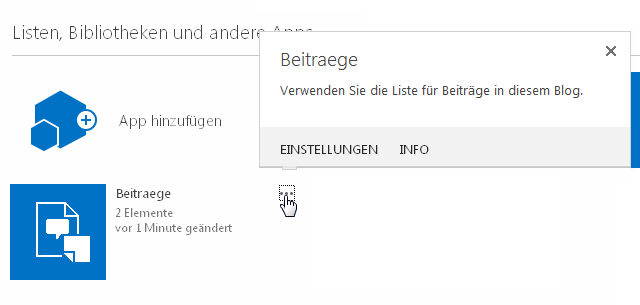 Listen, Bibliotheken und andere Apps
Beitraege
Verwenden Sie die Liste für Beiträge in diesem Blog.
App hinzufügen
EINSTELLUNGEN INFO
Beitraege
2 Elemente
vor 1 Minute geändert